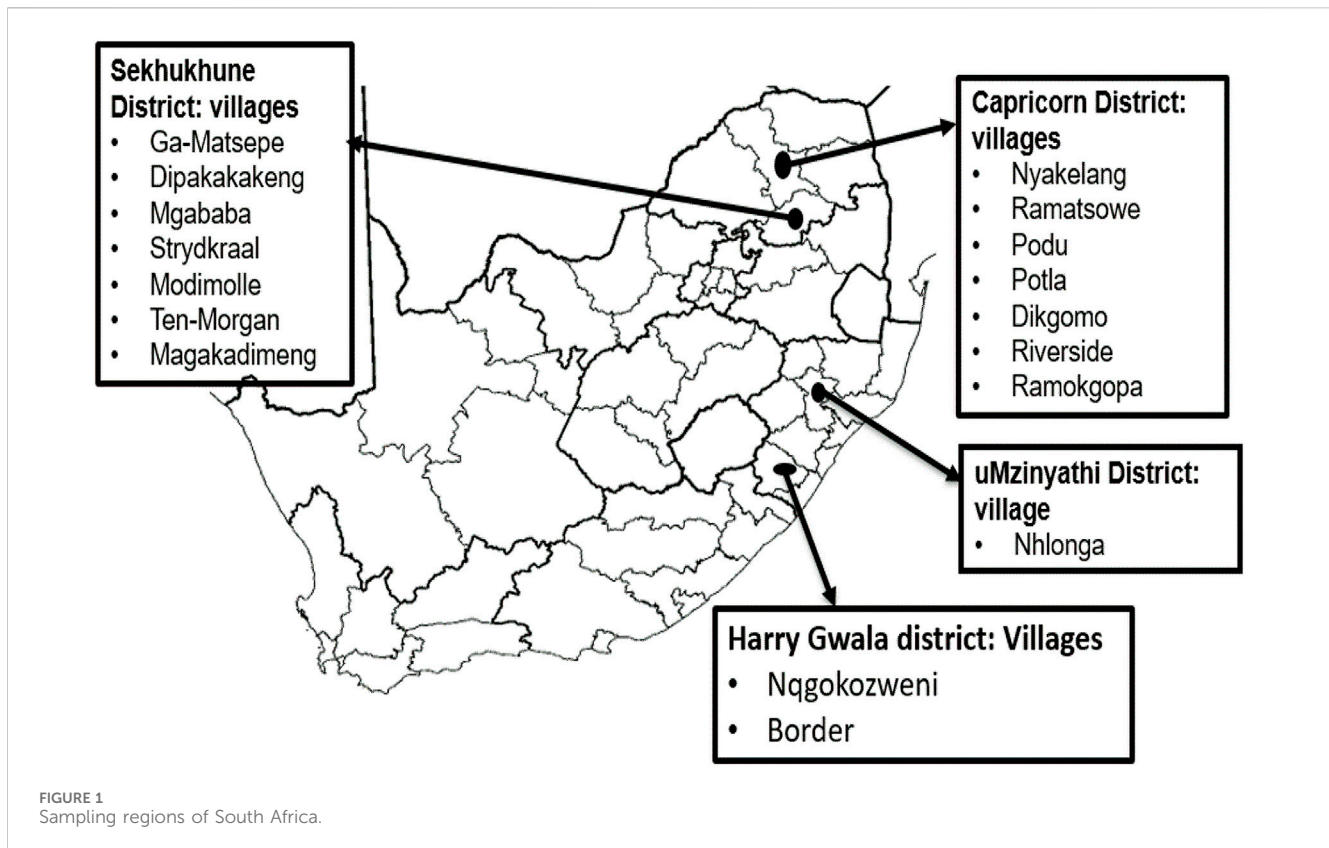 Sekhukhune
District: villages
• Ga-Matsepe
• Dipakakakeng
• Mgababa
• Strydkraal
• Modimolle
• Ten-Morgan
• Magakadimeng
Capricorn District:
villages
• Nyakelang
• Ramatsowe
• Podu
• Potla
• Dikgomo
• Riverside
• Ramokgopa
uMzinyathi District:
village
• Nhlonga
Harry Gwala district: Villages
• Nqgokozweni
• Border
FIGURE 1
Sampling regions of South Africa.